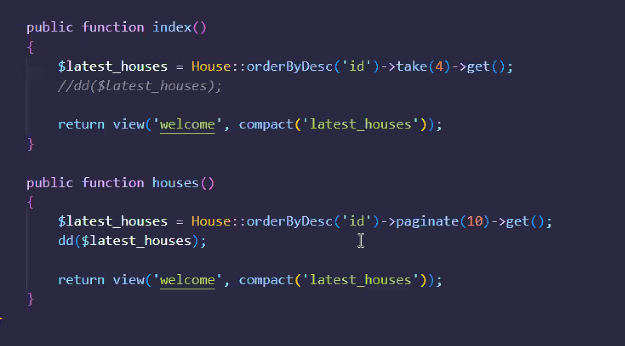 public function index()
{
    $latest_houses = House::orderByDesc('id')->take(4)->get();
    //dd($latest_houses);
    return view('welcome', compact('latest_houses'));
}
public function houses()
{
    $latest_houses = House::orderByDesc('id')->paginate(10)->get();
    dd($latest_houses);
    return view('welcome', compact('latest_houses'));
}